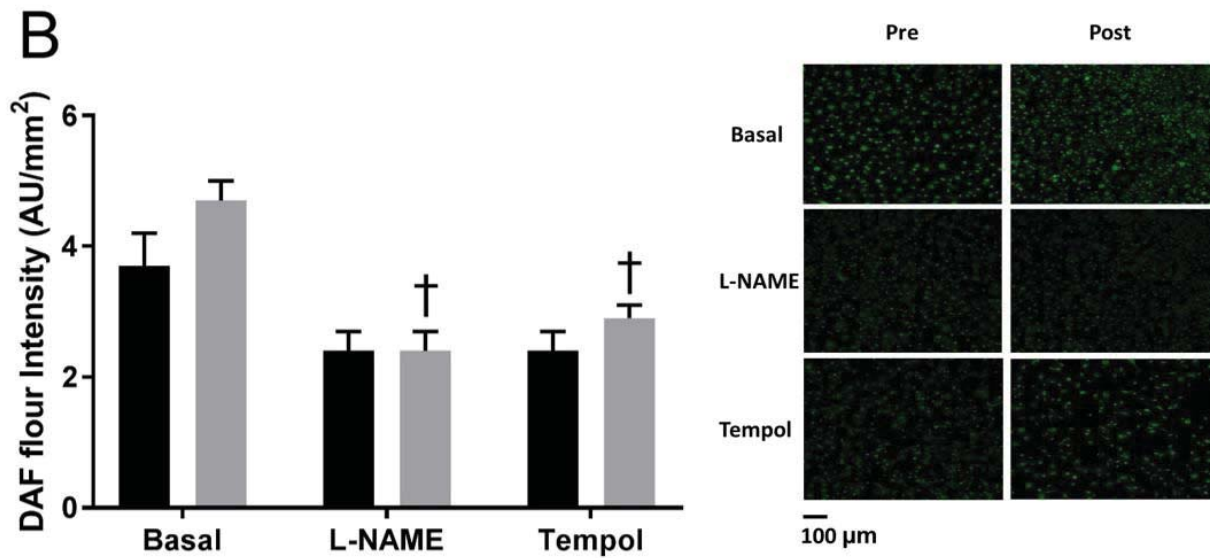 B
DAF flour Intensity (AU/mm²)
6
4
2
0
†
†
Basal
L-NAME
Tempol
Pre
Post
Basal
L-NAME
Tempol
100 µm